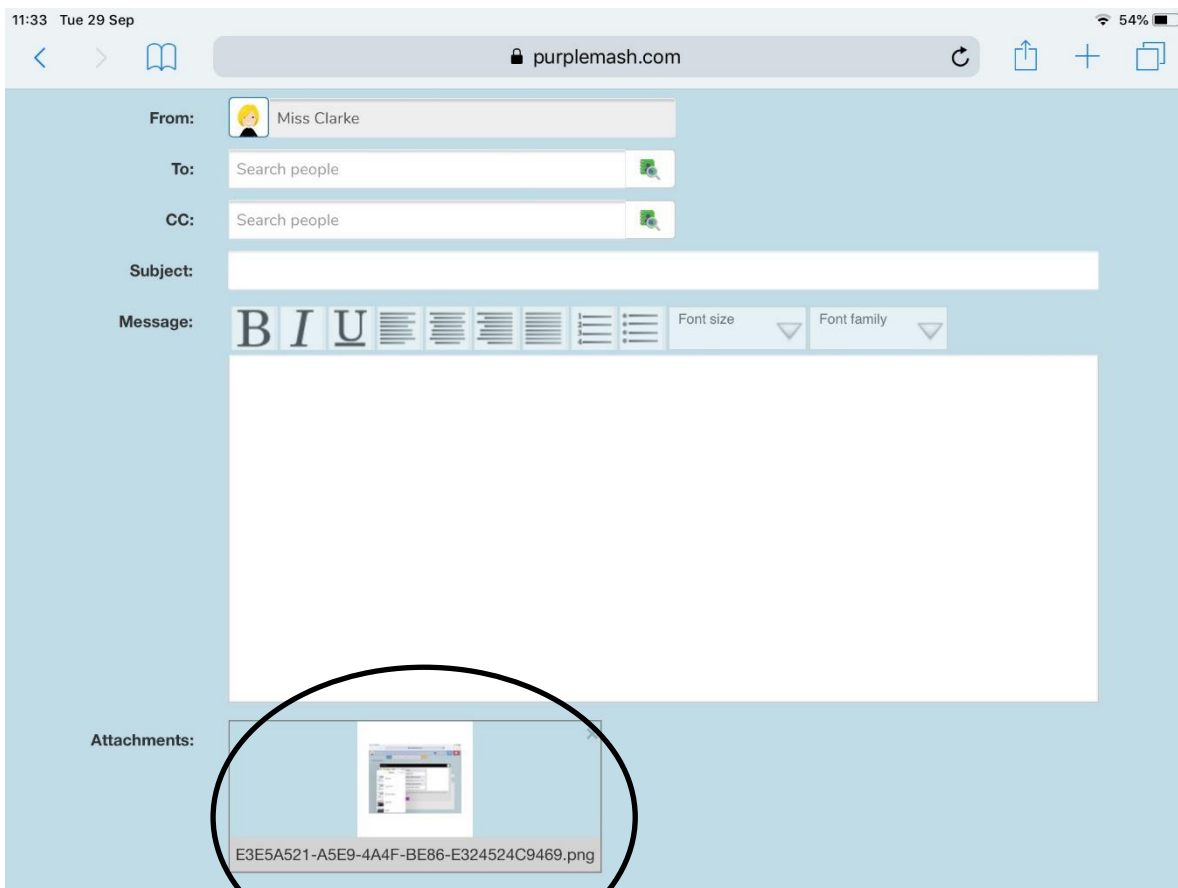 11:33 Tue 29 Sep 54%
purplemash.com
From: Miss Clarke
To: Search people
CC: Search people
Subject:
Message: B I U Font size Font family
Attachments:
E3E5A521-A5E9-4A4F-BE86-E324524C9469.png